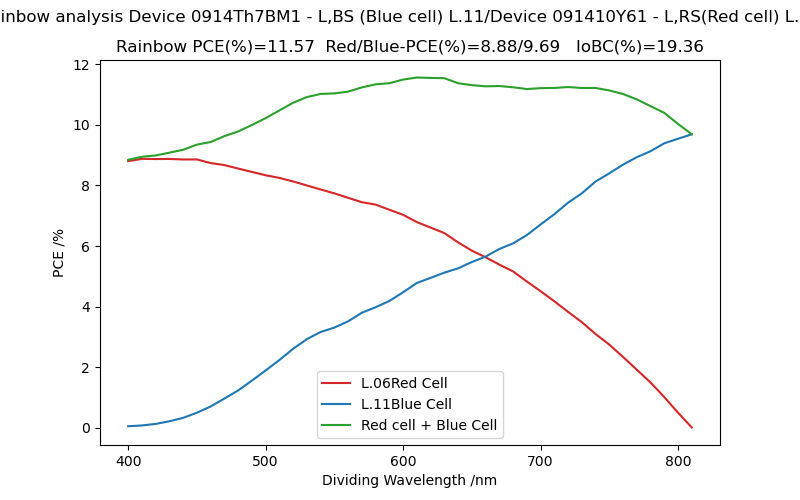 inbow analysis Device 0914Th7BM1 - L,BS (Blue cell) L.11/Device 091410Y61 - L,RS(Red cell) L.
Rainbow PCE(%)=11.57 Red/Blue-PCE(%)=8.88/9.69 IoBC(%)=19.36
12
10
8
6
4
2
0
PCE /%
L.06Red Cell
L.11Blue Cell
Red cell + Blue Cell
400 500 600 700 800
Dividing Wavelength /nm